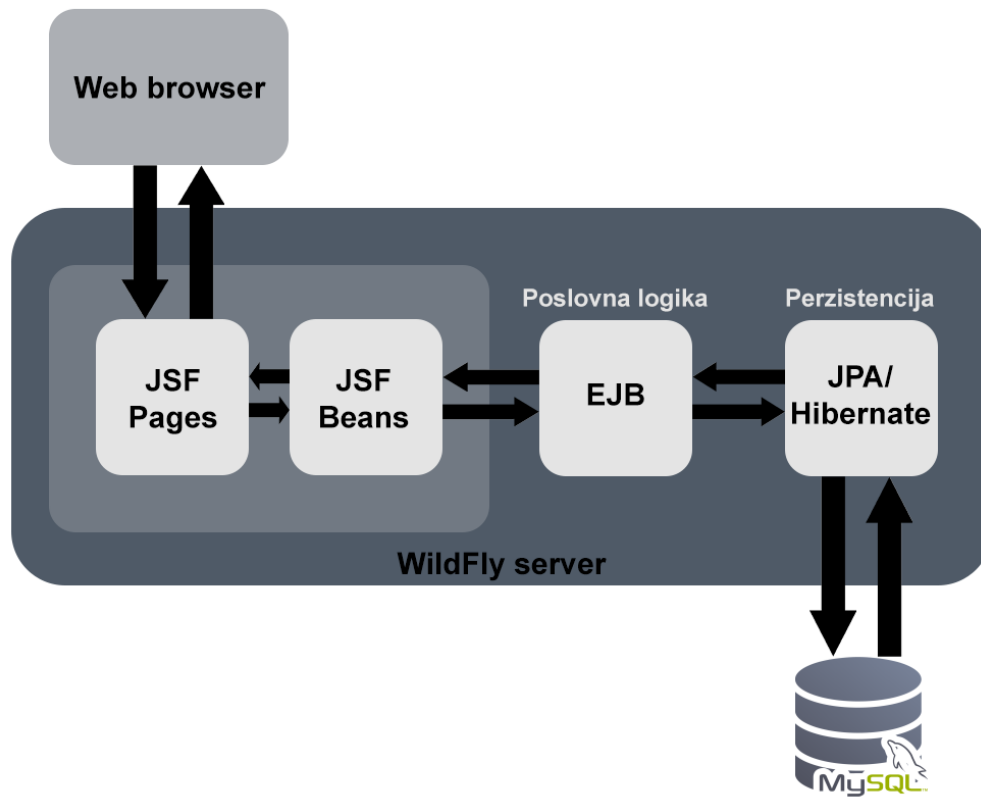 Web browser
Poslovna logika
Perzistencija
JSF
Pages
JSF
Beans
EJB
JPA/
Hibernate
WildFly server
MySQL